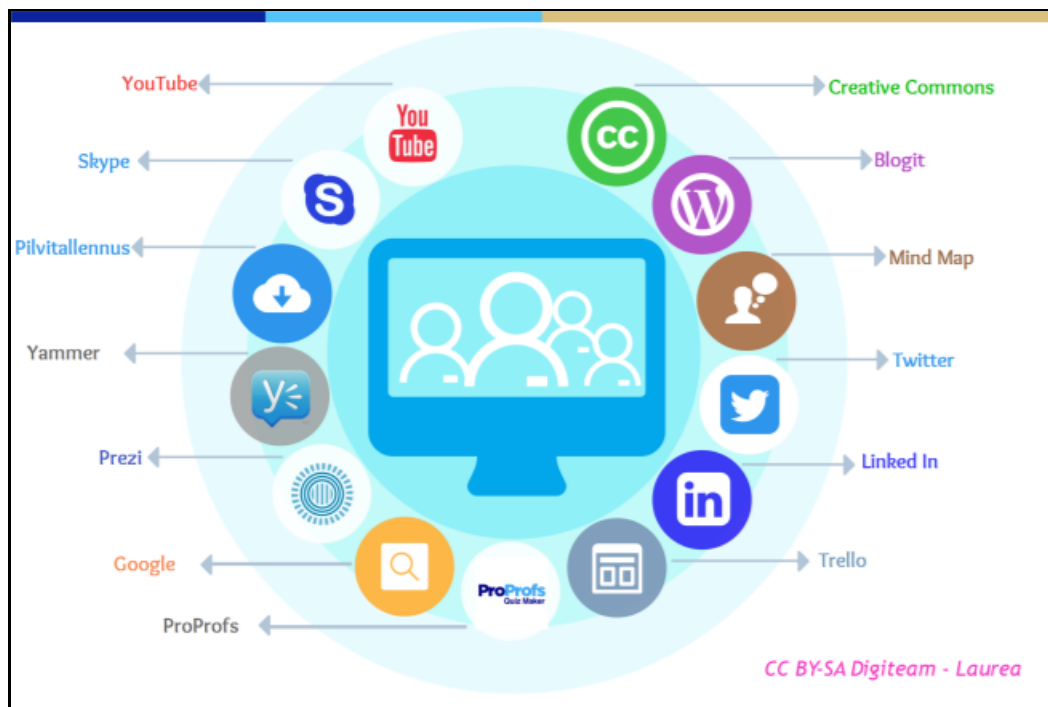 YouTube
Skype
Pilvitallennus
Yammer
Prezi
Google
ProProfs
You
Tube
S
y
ProProfs
Quiz Maker
cc
W
in
Creative Commons
Blogit
Mind Map
Twitter
Linked In
Trello
CC BY-SA Digiteam - Laurea